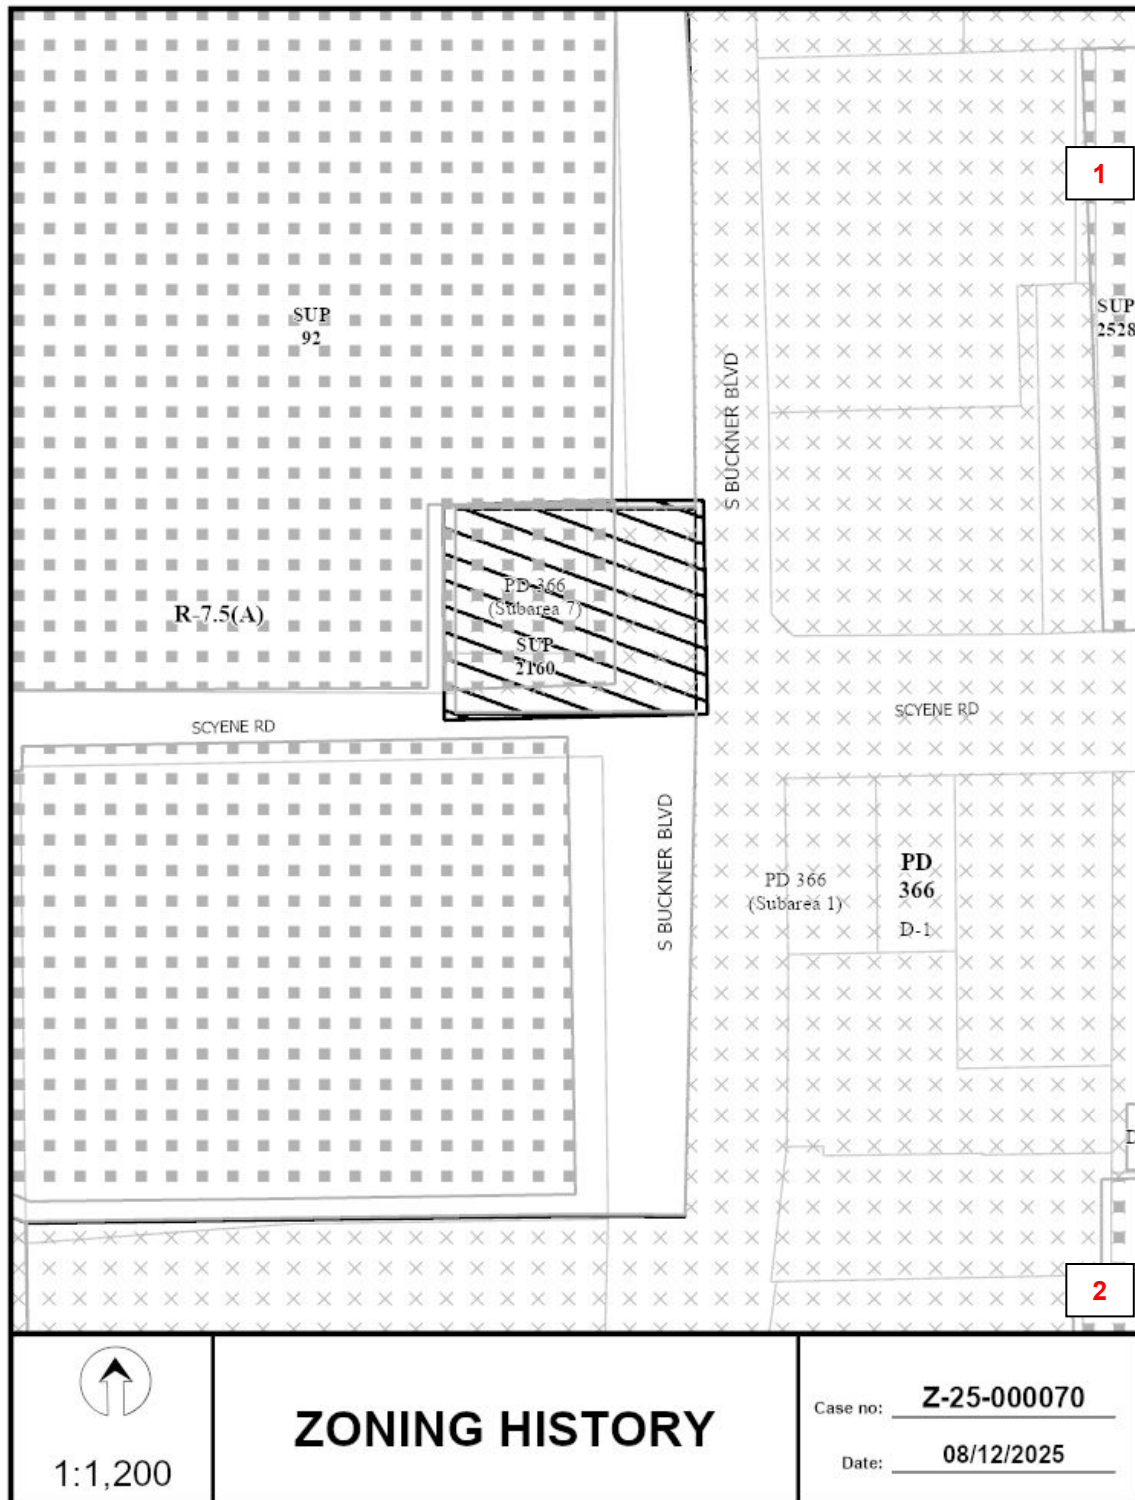 1
SUP
92
SUP
2528
S BUCKNER BLVD
PD 366
(Subarea 7)
R-7.5(A)
SUP
2160
SCYENE RD
SCYENE RD
S BUCKNER BLVD
PD
366
PD 366
(Subarea 1)
D-1
D
2
1:1,200
ZONING HISTORY
Case no: Z-25-000070
Date: 08/12/2025